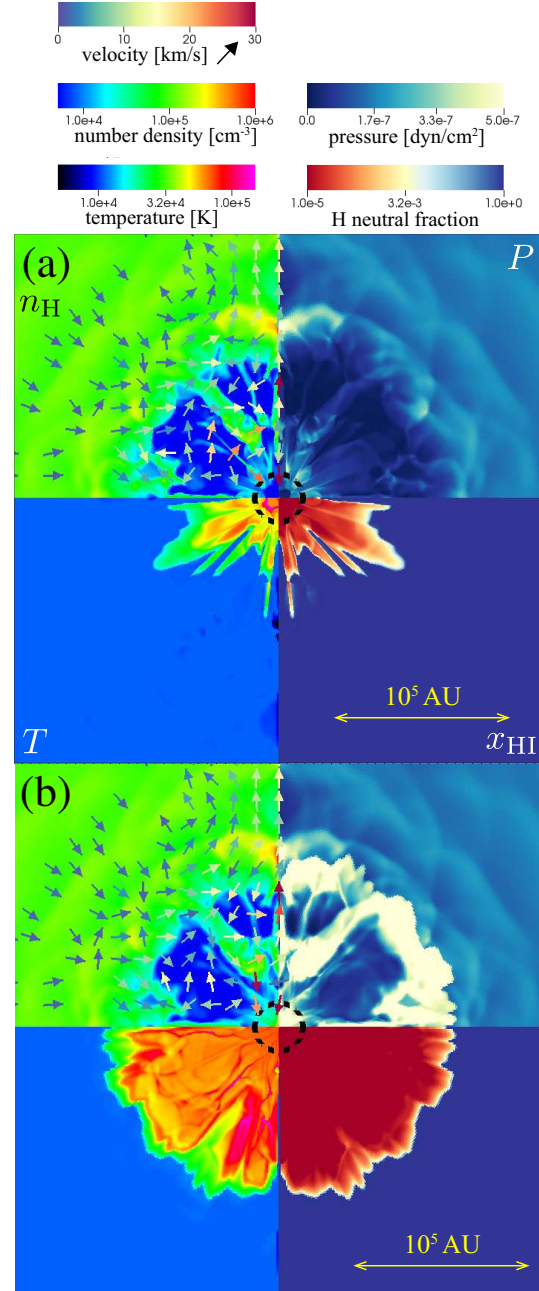 0 10 20 30
velocity [km/s]
1.0e+4 1.0e+5 1.0e+6
number density [cm⁻³]
0.0 1.7e-7 3.3e-7 5.0e-7
pressure [dyn/cm²]
1.0e+4 3.2e+4 1.0e+5
temperature [K]
1.0e-5 3.2e-3 1.0e+0
H neutral fraction
(a) P
n_H
10⁵ AU
T x_HI
(b)
10⁵ AU